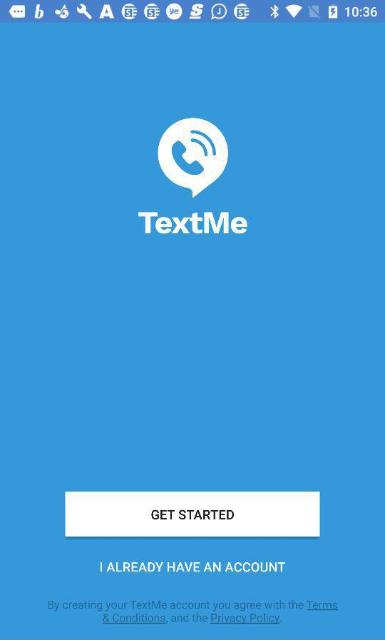 10:36
TextMe
GET STARTED
I ALREADY HAVE AN ACCOUNT
By creating your TextMe account you agree with the Terms
& Conditions, and the Privacy Policy.